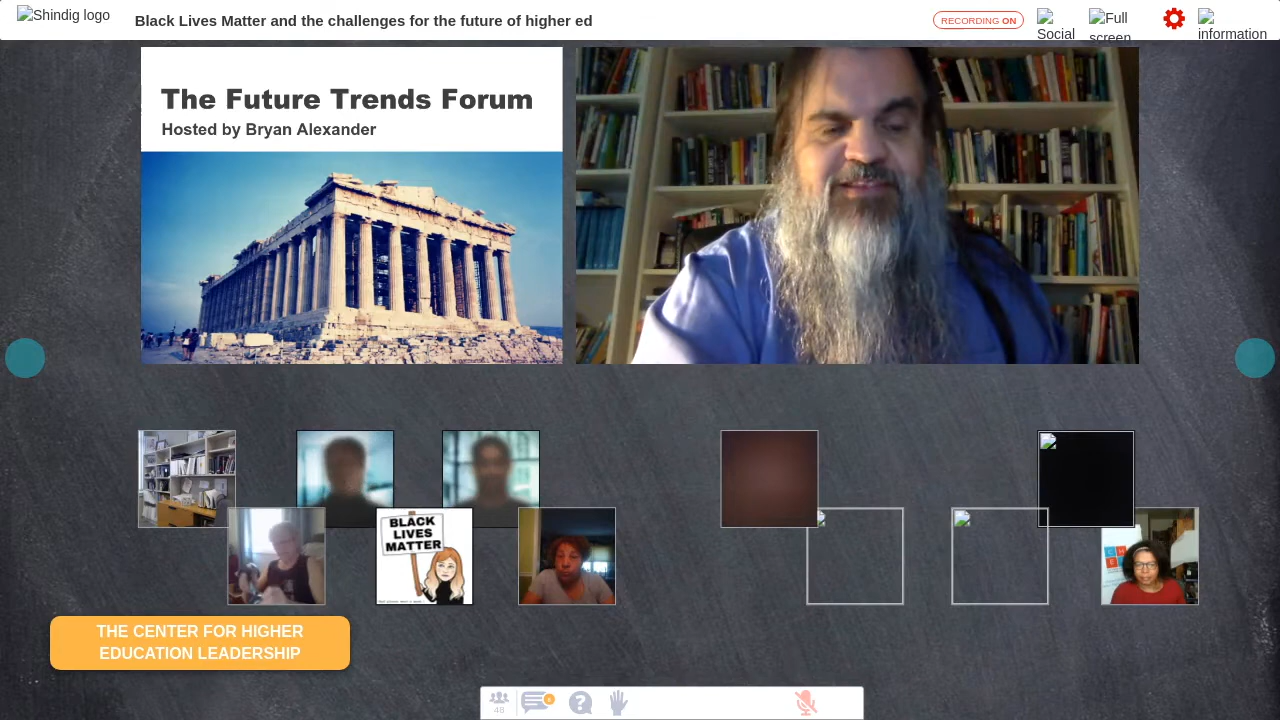 Shindig logo
Black Lives Matter and the challenges for the future of higher ed
RECORDING ON
Social
Full
screen
information
The Future Trends Forum
Hosted by Bryan Alexander
BLACK
LIVES
MATTER
THE CENTER FOR HIGHER
EDUCATION LEADERSHIP
46